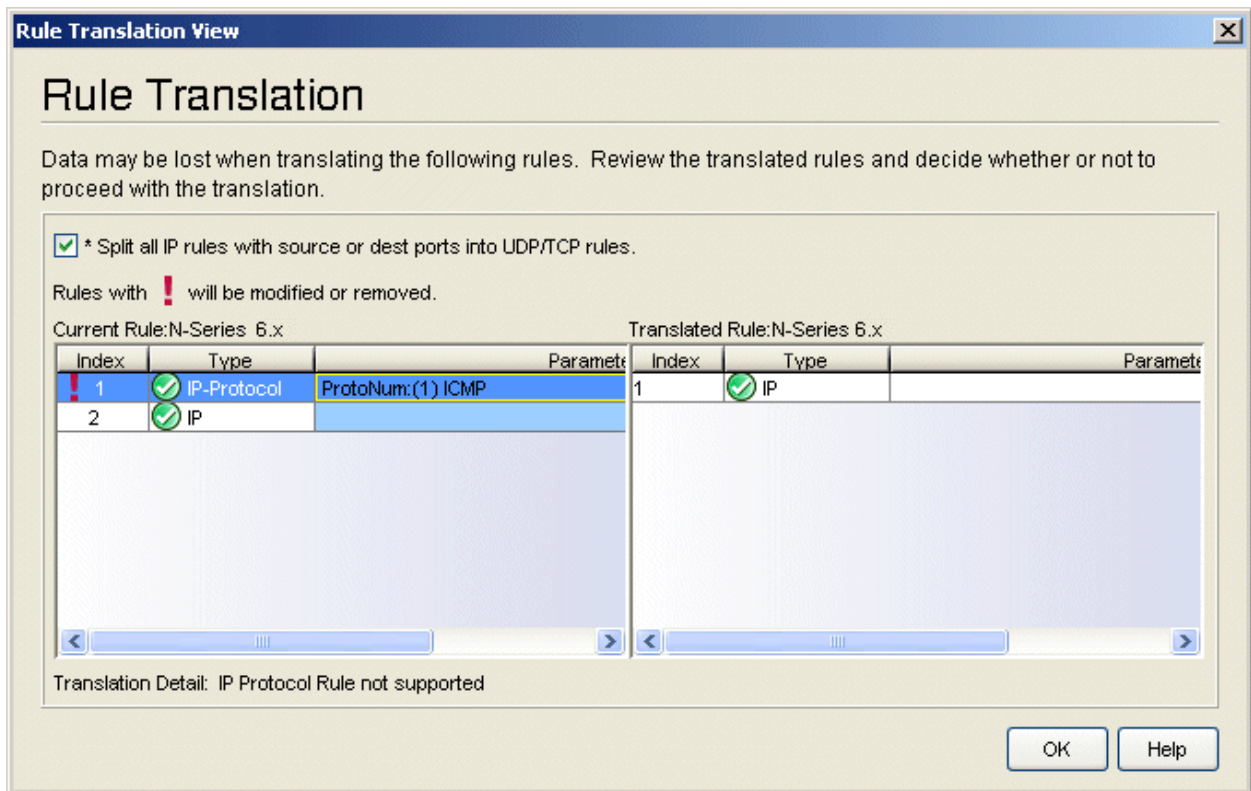 Rule Translation View
Rule Translation
Data may be lost when translating the following rules. Review the translated rules and decide whether or not to
proceed with the translation.
* Split all IP rules with source or dest ports into UDP/TCP rules.
Rules with ! will be modified or removed.
Current Rule:N-Series 6.x
Index Type Paramete
! 1 IP-Protocol ProtoNum:(1) ICMP
2 IP
Translated Rule:N-Series 6.x
Index Type Paramete
1 IP
Translation Detail: IP Protocol Rule not supported
OK Help